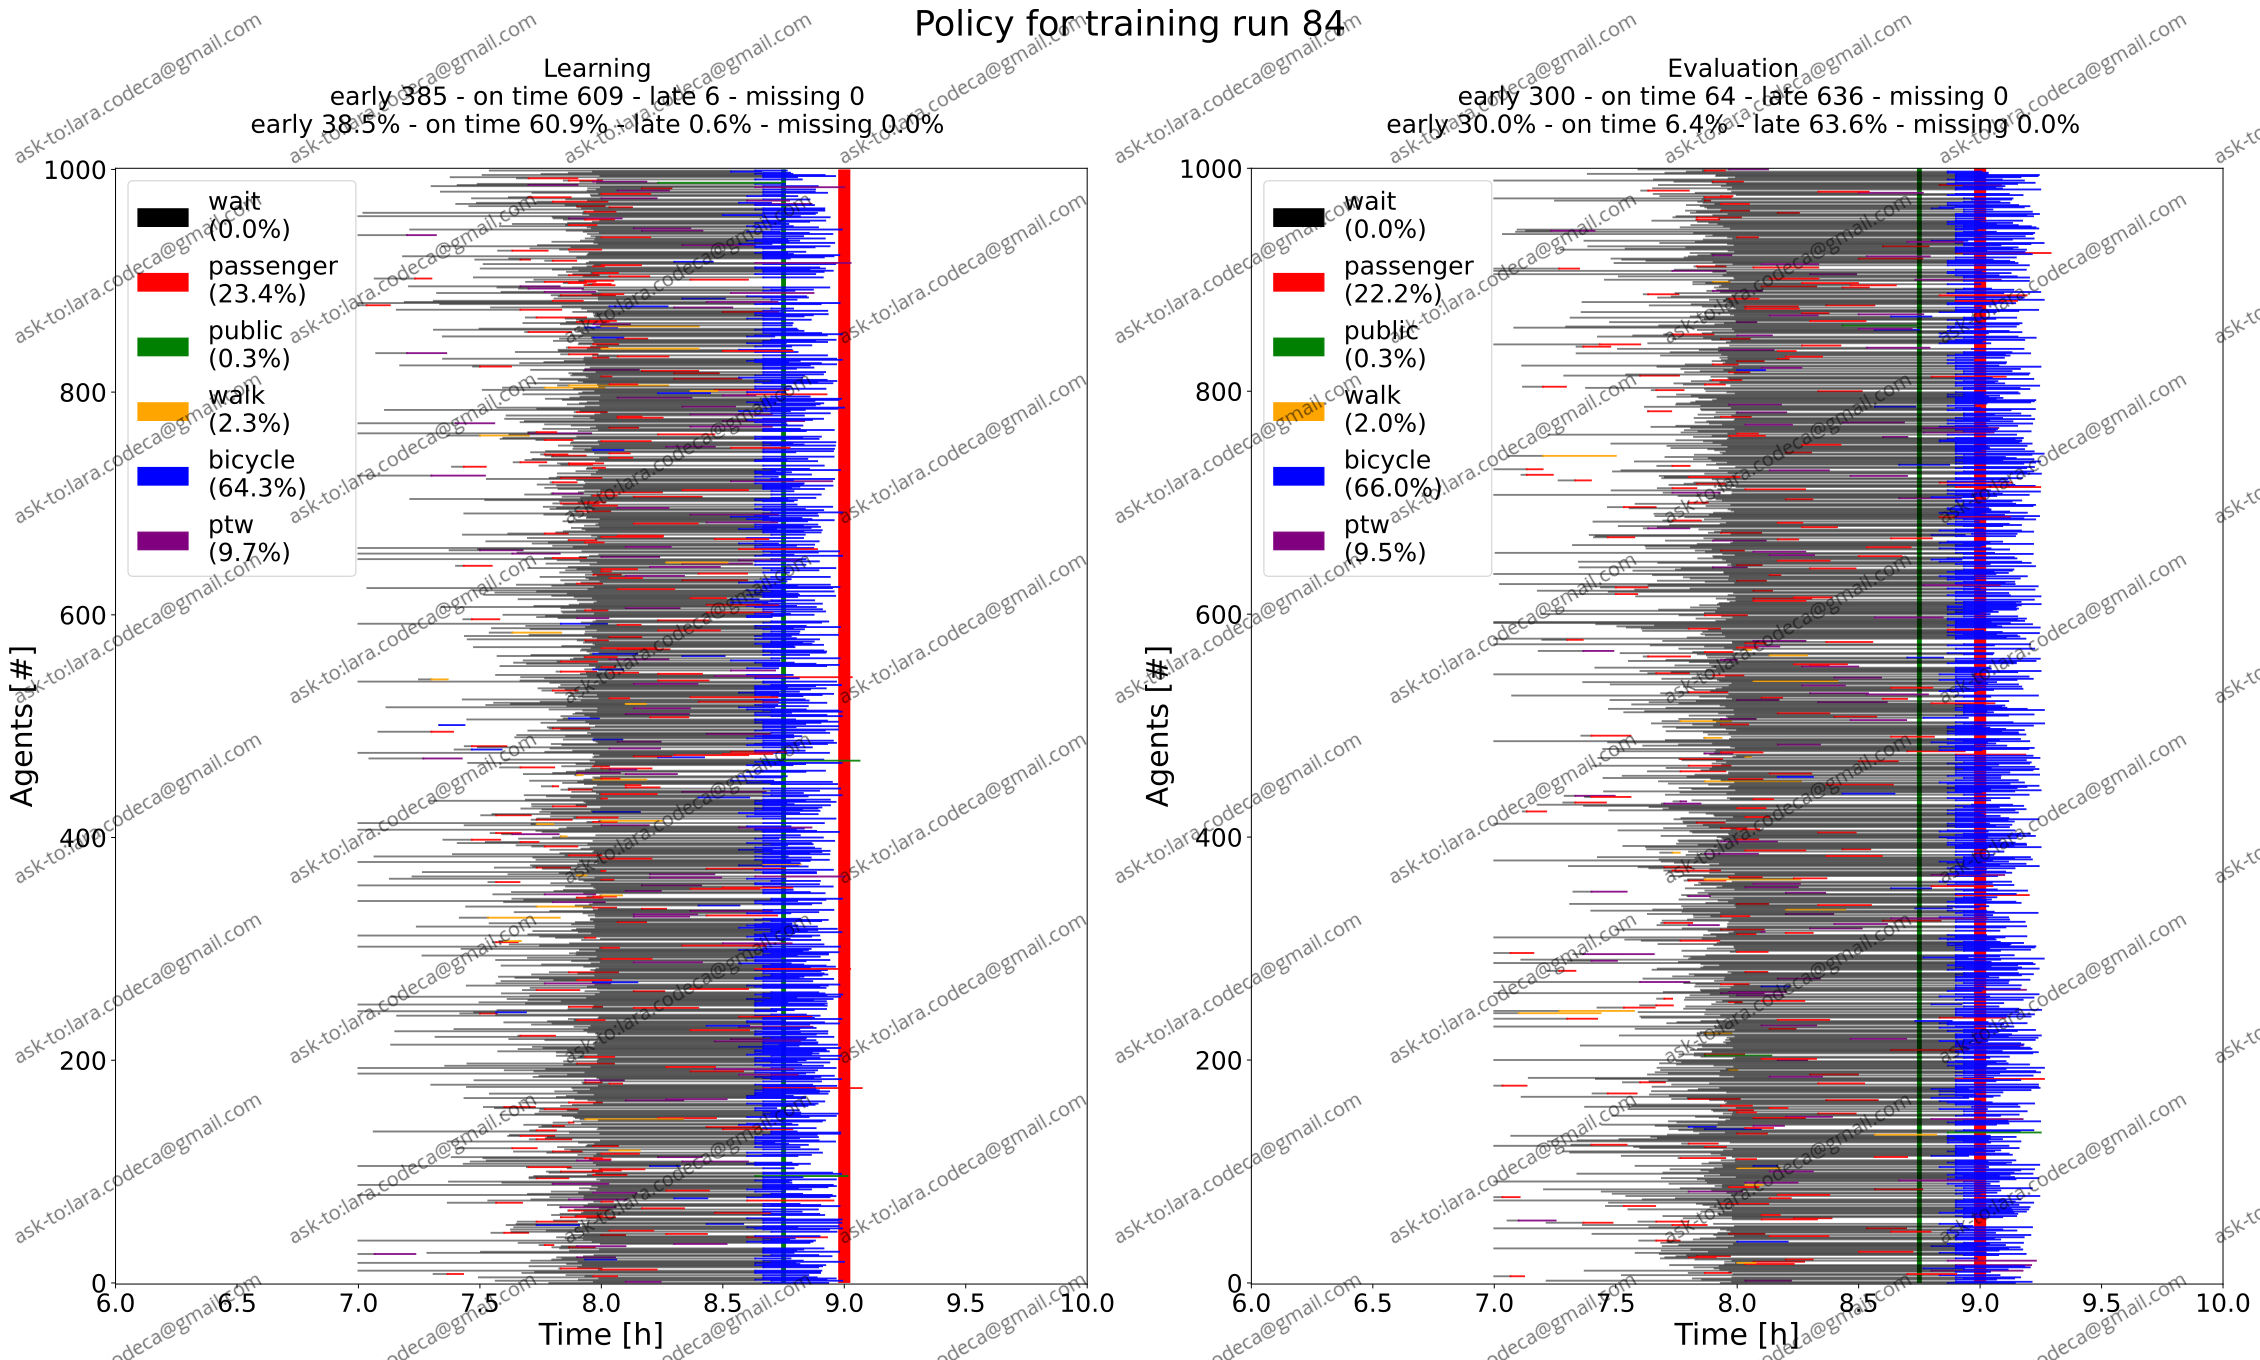 Policy for training run 84
Learning
early 385 - on time 609 - late 6 - missing 0
early 38.5% - on time 60.9% - late 0.6% - missing 0.0%
1000
800
600
400
200
0
Agents [#]
wait
(0.0%)
passenger
(23.4%)
public
(0.3%)
walk
(2.3%)
bicycle
(64.3%)
ptw
(9.7%)
6.0 6.5 7.0 7.5 8.0 8.5 9.0 9.5 10.0
Time [h]
Evaluation
early 300 - on time 64 - late 636 - missing 0
early 30.0% - on time 6.4% - late 63.6% - missing 0.0%
1000
800
600
400
200
0
Agents [#]
wait
(0.0%)
passenger
(22.2%)
public
(0.3%)
walk
(2.0%)
bicycle
(66.0%)
ptw
(9.5%)
6.0 6.5 7.0 7.5 8.0 8.5 9.0 9.5 10.0
Time [h]
ask-to:lara.codeca@gmail.com